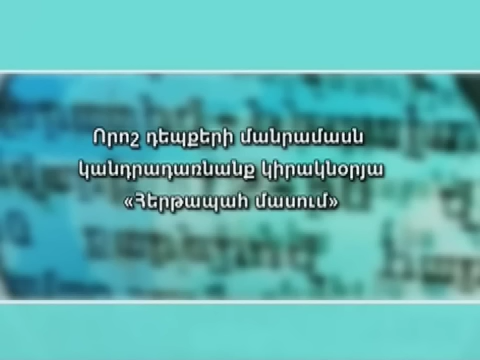 Որոշ դեպքերի մանրամասն
կանդրադառնանք կիրակնօրյա
«Հերթապահ մասում»